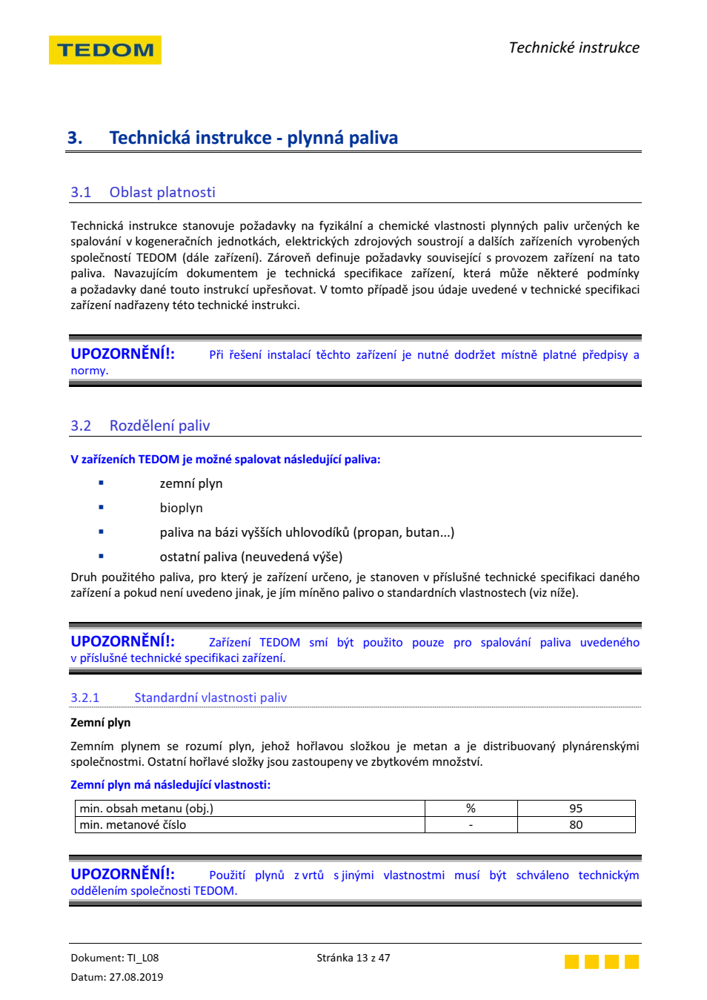 TEDOM
Technické instrukce
3. Technická instrukce - plynná paliva
3.1 Oblast platnosti
Technická instrukce stanovuje požadavky na fyzikální a chemické vlastnosti plynných paliv určených ke
spalování v kogeneračních jednotkách, elektrických zdrojových soustrojí a dalších zařízeních vyrobených
společností TEDOM (dále zařízení). Zároveň definuje požadavky související s provozem zařízení na tato
paliva. Navazujícím dokumentem je technická specifikace zařízení, která může některé podmínky
a požadavky dané touto instrukcí upřesňovat. V tomto případě jsou údaje uvedené v technické specifikaci
zařízení nadřazeny této technické instrukci.
UPOZORNĚNÍ!: Při řešení instalací těchto zařízení je nutné dodržet místně platné předpisy a
normy.
3.2 Rozdělení paliv
V zařízeních TEDOM je možné spalovat následující paliva:
▪ zemní plyn
▪ bioplyn
▪ paliva na bázi vyšších uhlovodíků (propan, butan...)
▪ ostatní paliva (neuvedená výše)
Druh použitého paliva, pro který je zařízení určeno, je stanoven v příslušné technické specifikaci daného
zařízení a pokud není uvedeno jinak, je jím míněno palivo o standardních vlastnostech (viz níže).
UPOZORNĚNÍ!: Zařízení TEDOM smí být použito pouze pro spalování paliva uvedeného
v příslušné technické specifikaci zařízení.
3.2.1 Standardní vlastnosti paliv
Zemní plyn
Zemním plynem se rozumí plyn, jehož hořlavou složkou je metan a je distribuovaný plynárenskými
společnostmi. Ostatní hořlavé složky jsou zastoupeny ve zbytkovém množství.
Zemní plyn má následující vlastnosti:
min. obsah metanu (obj.) % 95
min. metanové číslo - 80
UPOZORNĚNÍ!: Použití plynů z vrtů s jinými vlastnostmi musí být schváleno technickým
oddělením společnosti TEDOM.
Dokument: TI_L08 Stránka 13 z 47
Datum: 27.08.2019